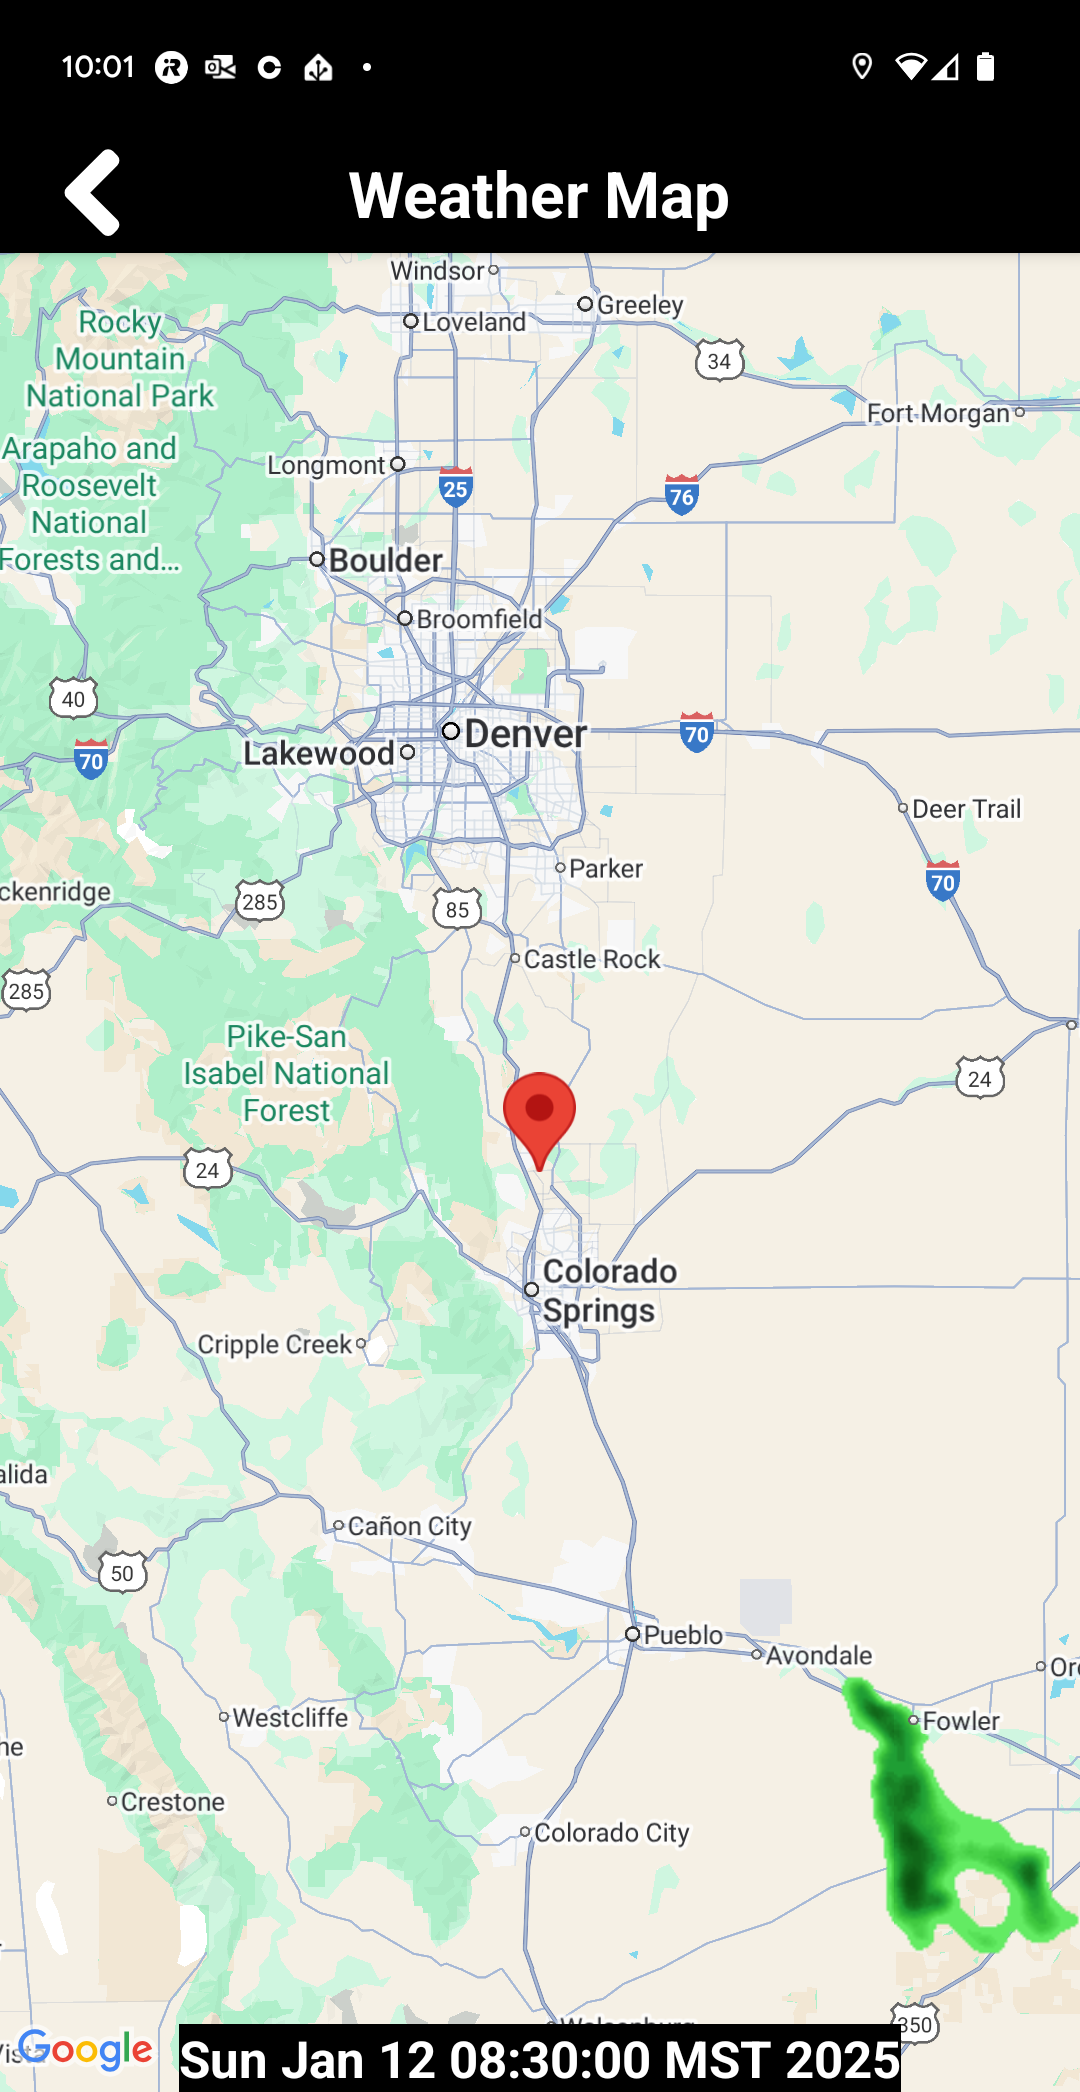 10:01
Weather Map
Windsor
Greeley
Loveland
Rocky
Mountain
National Park
34
Fort Morgan
Arapaho and
Roosevelt
National
Forests and...
Longmont
25
76
Boulder
Broomfield
40
70
Denver
70
Lakewood
Deer Trail
Parker
70
ckenridge
285
85
Castle Rock
285
Pike-San
Isabel National
Forest
24
24
Colorado
Springs
Cripple Creek
alida
Cañon City
50
Pueblo
Avondale
Westcliffe
Fowler
Crestone
Colorado City
350
Google
Sun Jan 12 08:30:00 MST 2025